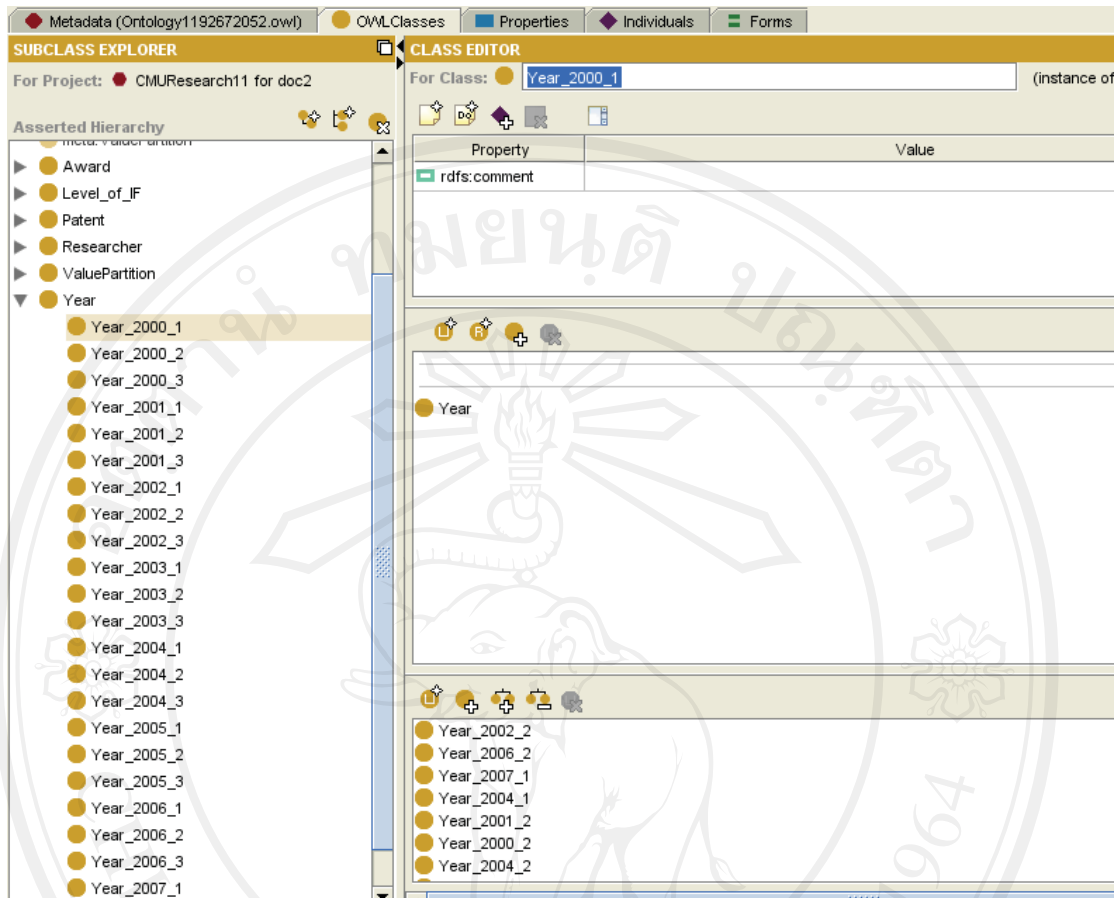 Metadata (Ontology1192672052.owl) OWLClasses Properties Individuals Forms
SUBCLASS EXPLORER
For Project: CMUResearch11 for doc2
Asserted Hierarchy
meta:ValuePartition
Award
Level_of_IF
Patent
Researcher
ValuePartition
Year
Year_2000_1
Year_2000_2
Year_2000_3
Year_2001_1
Year_2001_2
Year_2001_3
Year_2002_1
Year_2002_2
Year_2002_3
Year_2003_1
Year_2003_2
Year_2003_3
Year_2004_1
Year_2004_2
Year_2004_3
Year_2005_1
Year_2005_2
Year_2005_3
Year_2006_1
Year_2006_2
Year_2006_3
Year_2007_1
CLASS EDITOR
For Class: Year_2000_1 (instance of
Property Value
rdfs:comment
Year
Year_2002_2
Year_2006_2
Year_2007_1
Year_2004_1
Year_2001_2
Year_2000_2
Year_2004_2
1964